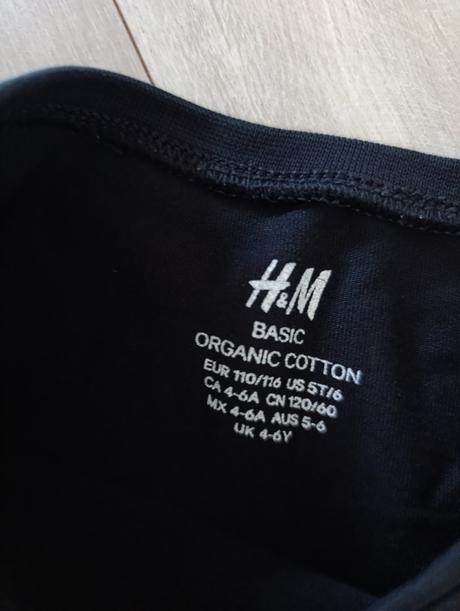 H&M
BASIC
ORGANIC COTTON
EUR 110/116 US 5T/6
CA 4-6A CN 120/60
MX 4-6A AUS 5-6
UK 4-6Y